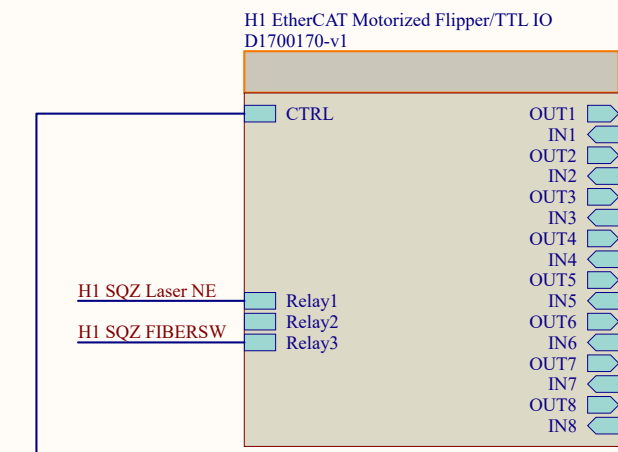 H1 EtherCAT Motorized Flipper/TTL IO
D1700170-v1
CTRL OUT1
IN1
OUT2
IN2
OUT3
IN3
OUT4
IN4
OUT5
H1 SQZ Laser NE Relay1 IN5
Relay2 OUT6
H1 SQZ FIBERSW Relay3 IN6
OUT7
IN7
OUT8
IN8